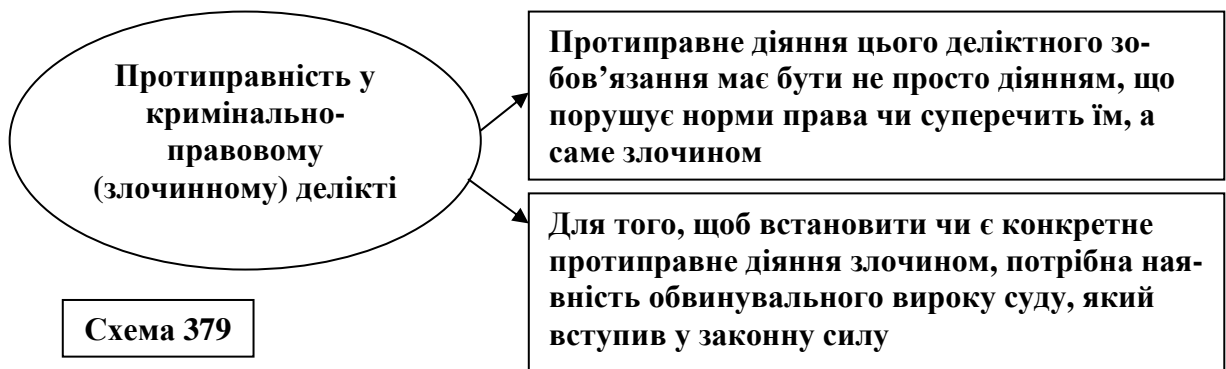 Протиправність у
кримінально-
правовому
(злочинному) делікті
Протиправне діяння цього деліктного зо-
бов’язання має бути не просто діянням, що
порушує норми права чи суперечить їм, а
саме злочином
Для того, щоб встановити чи є конкретне
протиправне діяння злочином, потрібна ная-
вність обвинувального вироку суду, який
вступив у законну силу
Схема 379